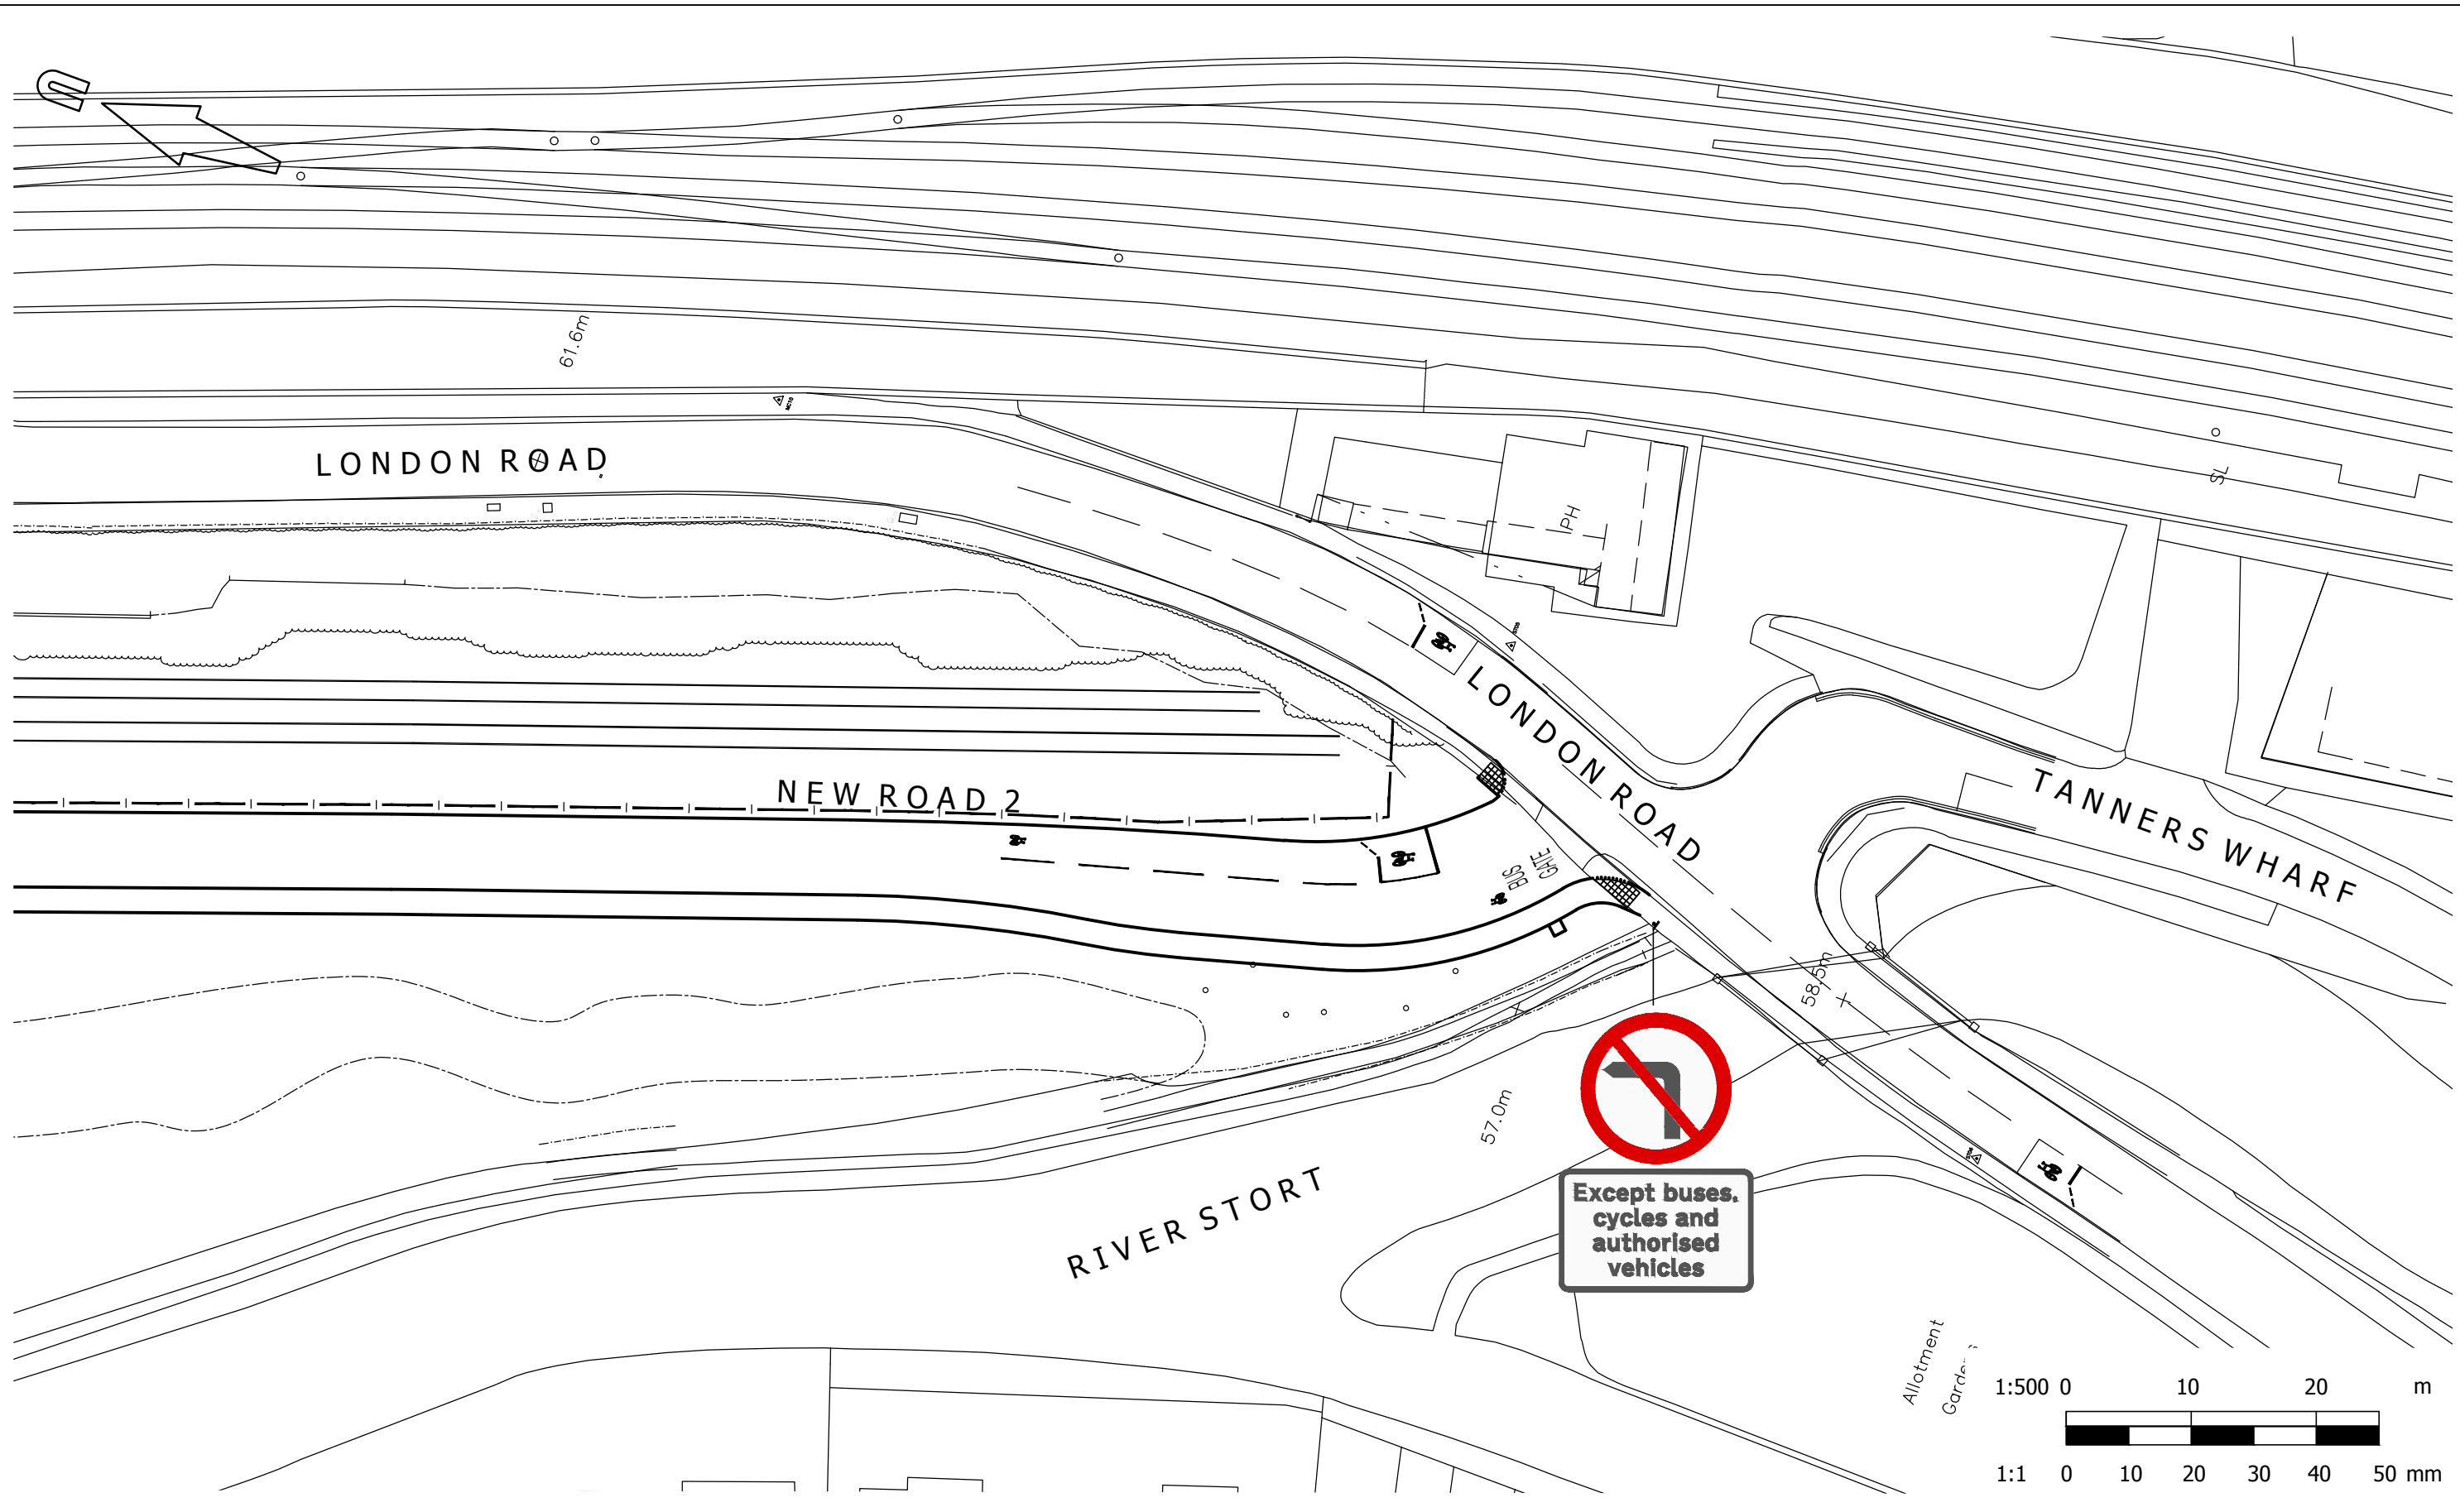 61.6m
LONDON ROAD
PH
SL
LONDON ROAD
TANNERS WHARF
NEW ROAD 2
BUS
GATE
58.5m
57.0m
RIVER STORT
Except buses,
cycles and
authorised
vehicles
Allotment
1:500 0 10 20 m
1:1 0 10 20 30 40 50 mm